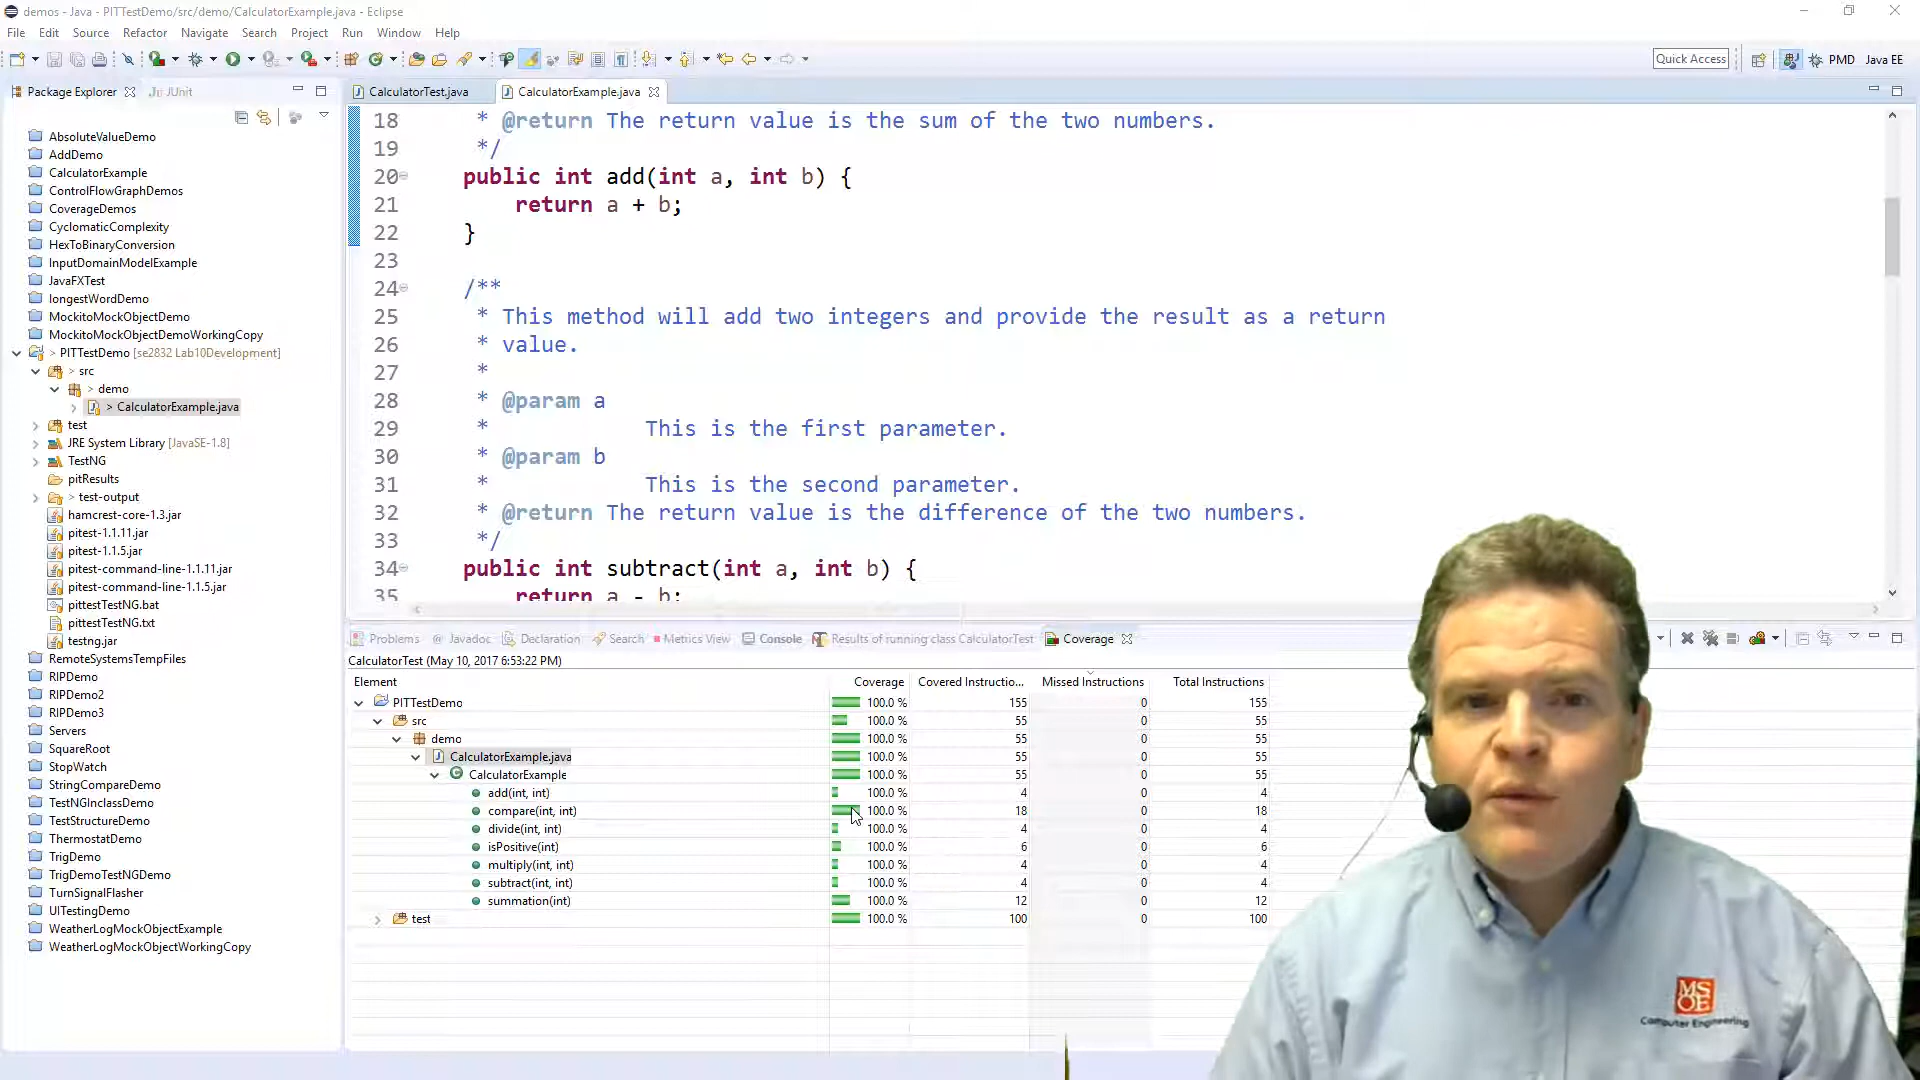 demos - Java - PITTestDemo/src/demo/CalculatorExample.java - Eclipse
File Edit Source Refactor Navigate Search Project Run Window Help
Quick Access PMD Java EE
Package Explorer JUnit
CalculatorTest.java CalculatorExample.java
AbsoluteValueDemo
AddDemo
CalculatorExample
ControlFlowGraphDemos
CoverageDemos
CyclomaticComplexity
HexToBinaryConversion
InputDomainModelExample
JavaFXTest
longestWordDemo
MockitoMockObjectDemo
MockitoMockObjectDemoWorkingCopy
> PITTestDemo [se2832 Lab10Development]
> src
> demo
> CalculatorExample.java
test
JRE System Library [JavaSE-1.8]
TestNG
pitResults
> test-output
hamcrest-core-1.3.jar
pitest-1.1.11.jar
pitest-1.1.5.jar
pitest-command-line-1.1.11.jar
pitest-command-line-1.1.5.jar
pittestTestNG.bat
pittestTestNG.txt
testng.jar
RemoteSystemsTempFiles
RIPDemo
RIPDemo2
RIPDemo3
Servers
SquareRoot
StopWatch
StringCompareDemo
TestNGInclassDemo
TestStructureDemo
ThermostatDemo
TrigDemo
TrigDemoTestNGDemo
TurnSignalFlasher
UITestingDemo
WeatherLogMockObjectExample
WeatherLogMockObjectWorkingCopy
18 * @return The return value is the sum of the two numbers.
19 */
20 public int add(int a, int b) {
21 return a + b;
22 }
23
24 /**
25 * This method will add two integers and provide the result as a return
26 * value.
27 *
28 * @param a
29 * This is the first parameter.
30 * @param b
31 * This is the second parameter.
32 * @return The return value is the difference of the two numbers.
33 */
34 public int subtract(int a, int b) {
35 return a - b;
Problems @ Javadoc Declaration Search Metrics View Console Results of running class CalculatorTest Coverage
CalculatorTest (May 10, 2017 6:53:22 PM)
Element Coverage Covered Instructio... Missed Instructions Total Instructions
PITTestDemo 100.0 % 155 0 155
src 100.0 % 55 0 55
demo 100.0 % 55 0 55
CalculatorExample.java 100.0 % 55 0 55
CalculatorExample 100.0 % 55 0 55
add(int, int) 100.0 % 4 0 4
compare(int, int) 100.0 % 18 0 18
divide(int, int) 100.0 % 4 0 4
isPositive(int) 100.0 % 6 0 6
multiply(int, int) 100.0 % 4 0 4
subtract(int, int) 100.0 % 4 0 4
summation(int) 100.0 % 12 0 12
test 100.0 % 100 0 100
MS
OE
Computer Engineering